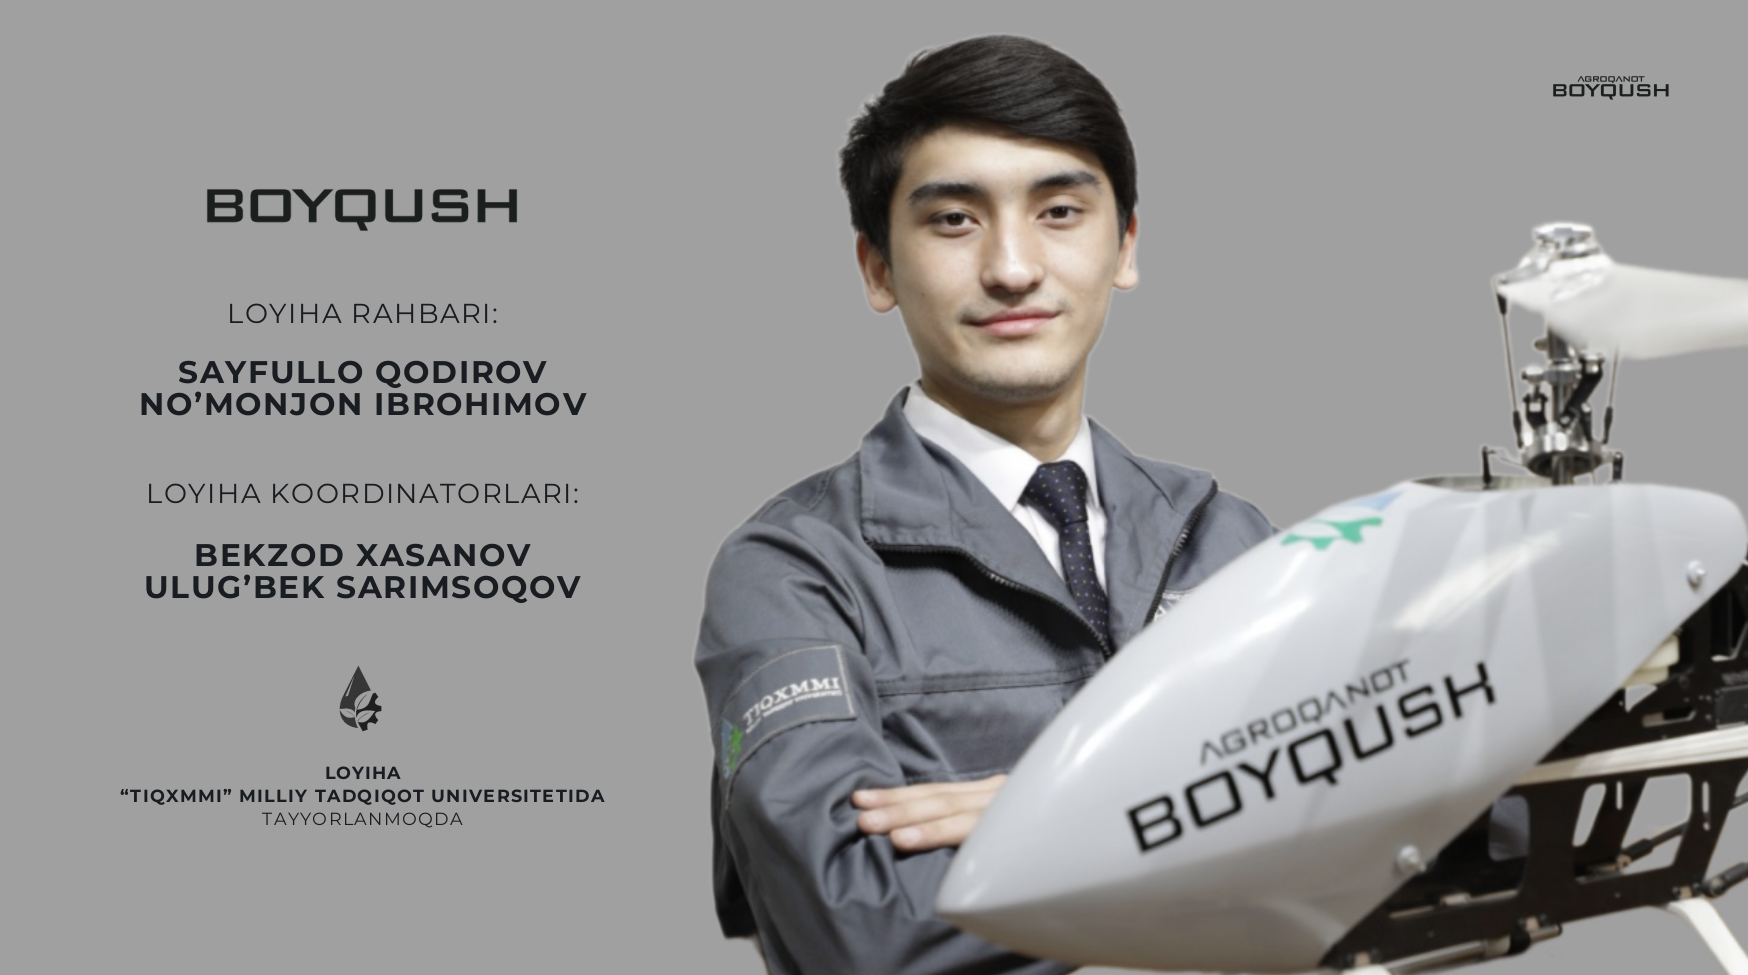 AGROQANOT
BOYQUSH
BOYQUSH
LOYIHA RAHBARI:
SAYFULLO QODIROV
NO’MONJON IBROHIMOV
LOYIHA KOORDINATORLARI:
BEKZOD XASANOV
ULUG’BEK SARIMSOQOV
LOYIHA
“TIQXMMI” MILLIY TADQIQOT UNIVERSITETIDA
TAYYORLANMOQDA
TIQXMMI
AGROQANOT
BOYQUSH